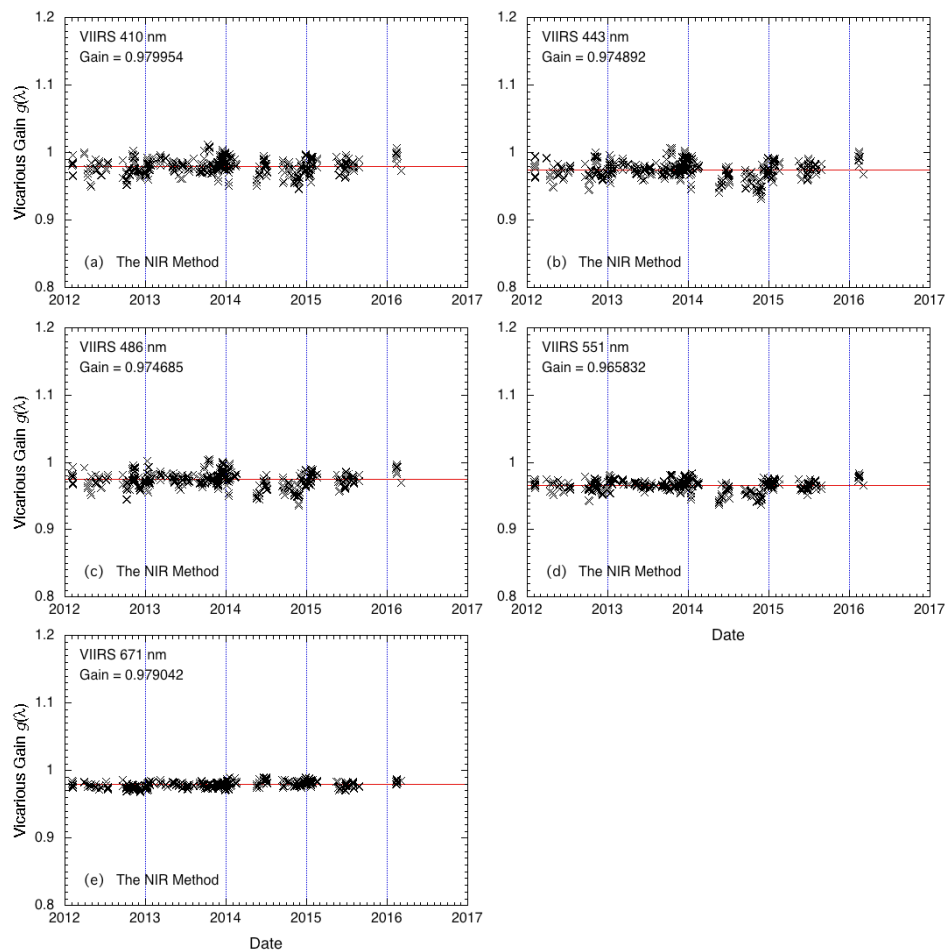 1.2
VIIRS 410 nm
Gain = 0.979954
1.1
1
0.9
0.8
(a) The NIR Method
2012 2013 2014 2015 2016 2017
Vicarious Gain g(λ)
1.2
VIIRS 443 nm
Gain = 0.974892
1.1
1
0.9
0.8
(b) The NIR Method
2012 2013 2014 2015 2016 2017
1.2
VIIRS 486 nm
Gain = 0.974685
1.1
1
0.9
0.8
(c) The NIR Method
2012 2013 2014 2015 2016 2017
Vicarious Gain g(λ)
1.2
VIIRS 551 nm
Gain = 0.965832
1.1
1
0.9
0.8
(d) The NIR Method
2012 2013 2014 2015 2016 2017
Date
1.2
VIIRS 671 nm
Gain = 0.979042
1.1
1
0.9
0.8
(e) The NIR Method
2012 2013 2014 2015 2016 2017
Vicarious Gain g(λ)
Date